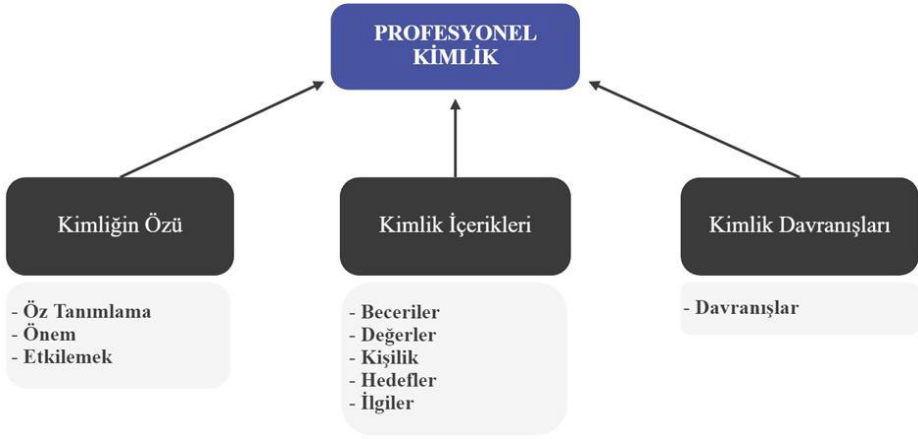 PROFESYONEL
KİMLİK
Kimliğin Özü
- Öz Tanımlama
- Önem
- Etkilemek
Kimlik İçerikleri
- Beceriler
- Değerler
- Kişilik
- Hedefler
- İlgiler
Kimlik Davranışları
- Davranışlar